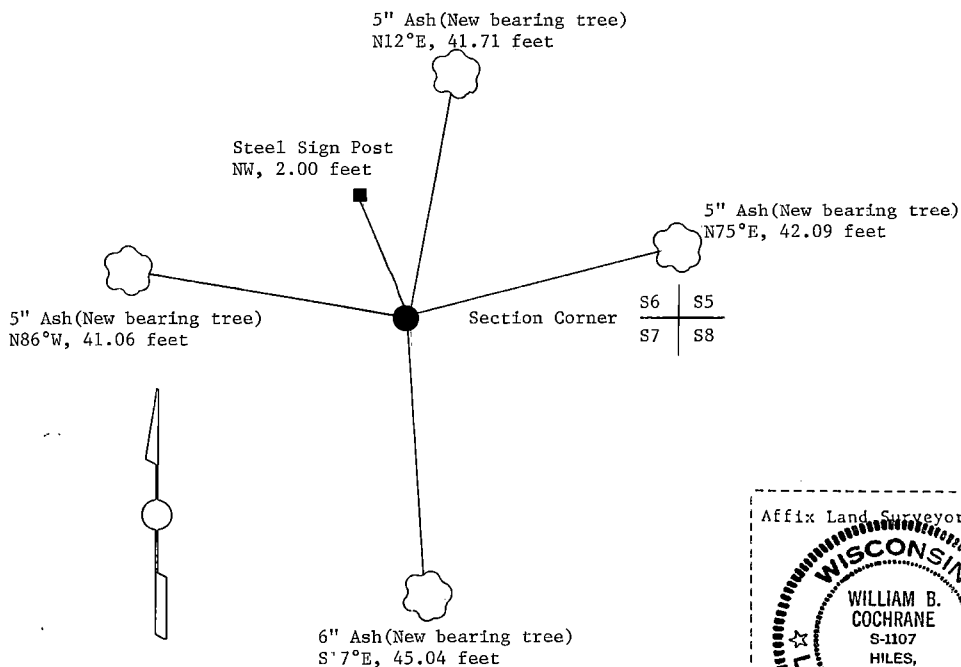 5" Ash(New bearing tree)
N12°E, 41.71 feet
Steel Sign Post
NW, 2.00 feet
5" Ash(New bearing tree)
N75°E, 42.09 feet
5" Ash(New bearing tree)
N86°W, 41.06 feet
Section Corner
S6 S5
S7 S8
6" Ash(New bearing tree)
S 7°E, 45.04 feet
Affix Land Surveyor
WISCONSIN
WILLIAM B.
COCHRANE
S-1107
HILES,